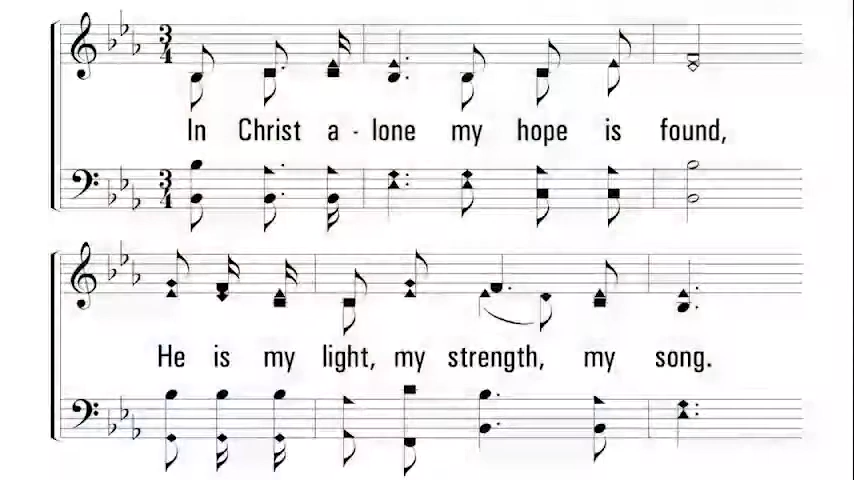 In Christ a - lone my hope is found,
He is my light, my strength, my song.